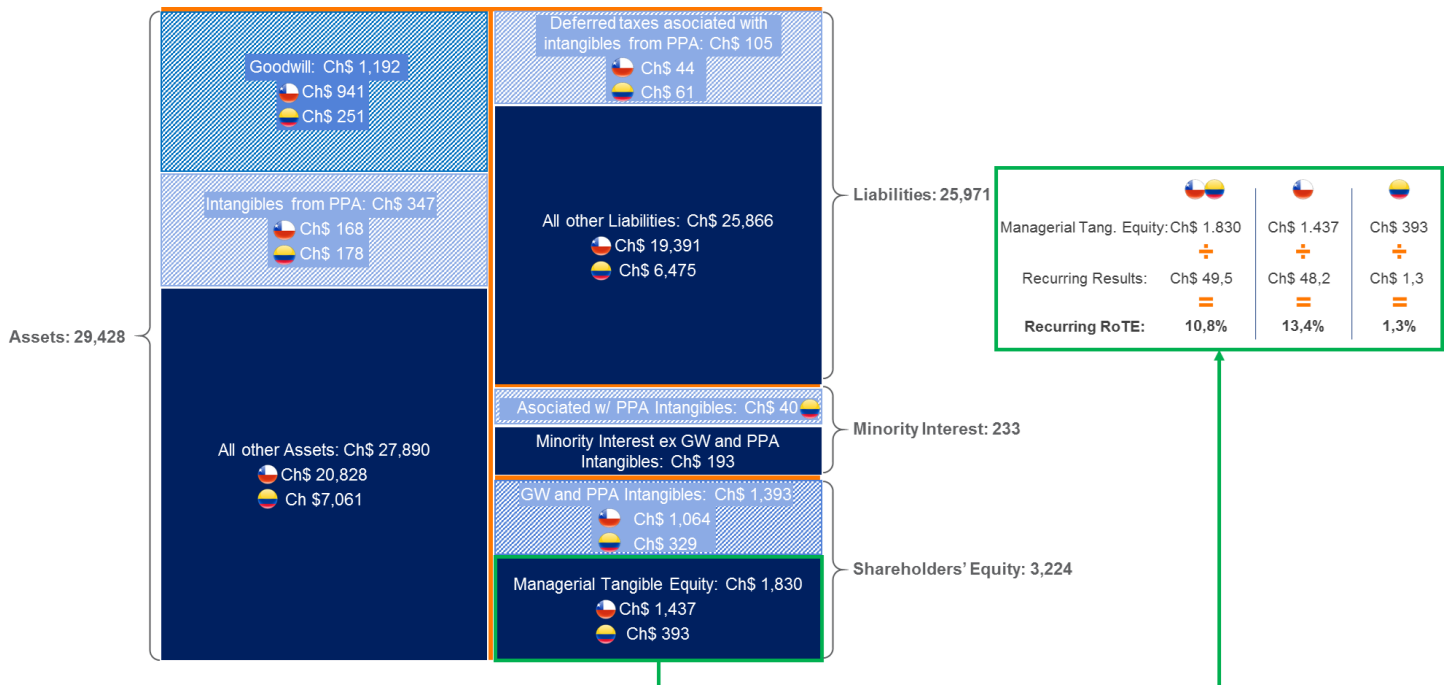 Assets: 29,428
Goodwill: Ch$ 1,192
Ch$ 941
Ch$ 251
Intangibles from PPA: Ch$ 347
Ch$ 168
Ch$ 178
All other Assets: Ch$ 27,890
Ch$ 20,828
Ch $7,061
Deferred taxes asociated with
intangibles from PPA: Ch$ 105
Ch$ 44
Ch$ 61
All other Liabilities: Ch$ 25,866
Ch$ 19,391
Ch$ 6,475
Asociated w/ PPA Intangibles: Ch$ 40
Minority Interest ex GW and PPA
Intangibles: Ch$ 193
GW and PPA Intangibles: Ch$ 1,393
Ch$ 1,064
Ch$ 329
Managerial Tangible Equity: Ch$ 1,830
Ch$ 1,437
Ch$ 393
Liabilities: 25,971
Minority Interest: 233
Shareholders’ Equity: 3,224
Managerial Tang. Equity: Ch$ 1.830 Ch$ 1.437 Ch$ 393
÷ ÷ ÷
Recurring Results: Ch$ 49,5 Ch$ 48,2 Ch$ 1,3
= = =
Recurring RoTE: 10,8% 13,4% 1,3%